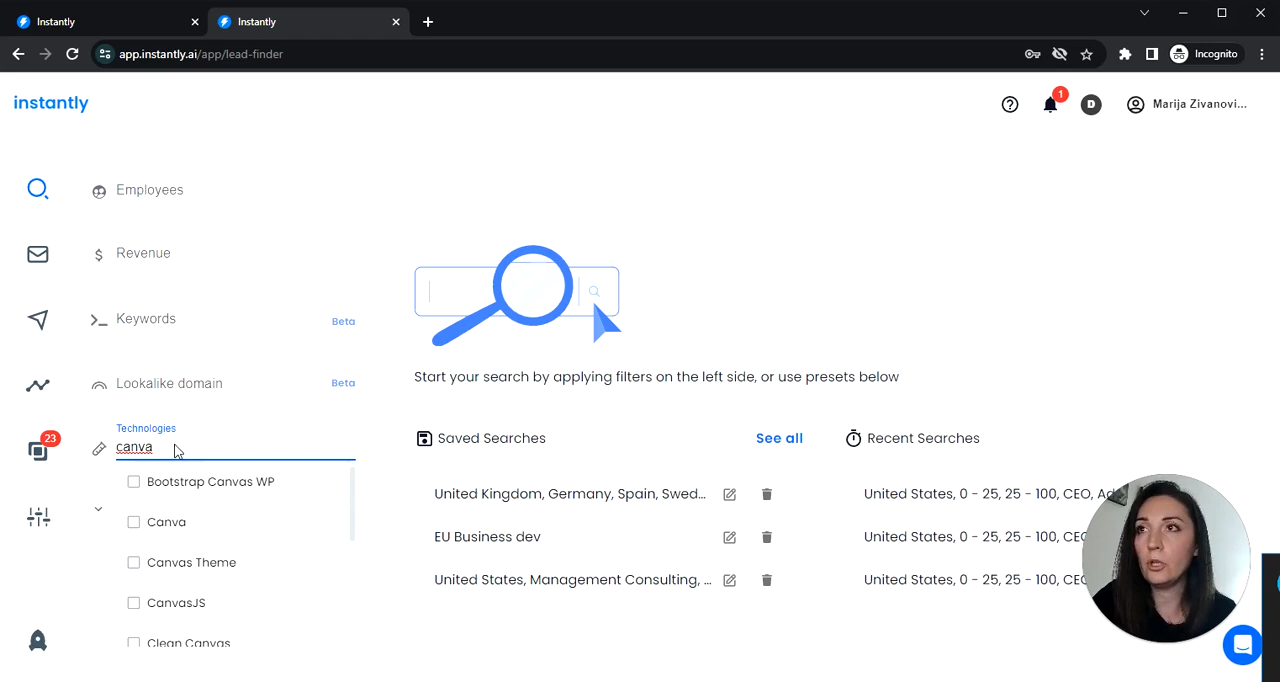 Instantly
Instantly
app.instantly.ai/app/lead-finder
Incognito
instantly
1
D
Marija Zivanovi...
Employees
$ Revenue
Keywords
Beta
Lookalike domain
Beta
Technologies
canva
23
Bootstrap Canvas WP
Canva
Canvas Theme
CanvasJS
Clean Canvas
Start your search by applying filters on the left side, or use presets below
Saved Searches
See all
United Kingdom, Germany, Spain, Swed...
EU Business dev
United States, Management Consulting, ...
Recent Searches
United States, 0 - 25, 25 - 100, CEO, Ad
United States, 0 - 25, 25 - 100, CEO
United States, 0 - 25, 25 - 100, CEO